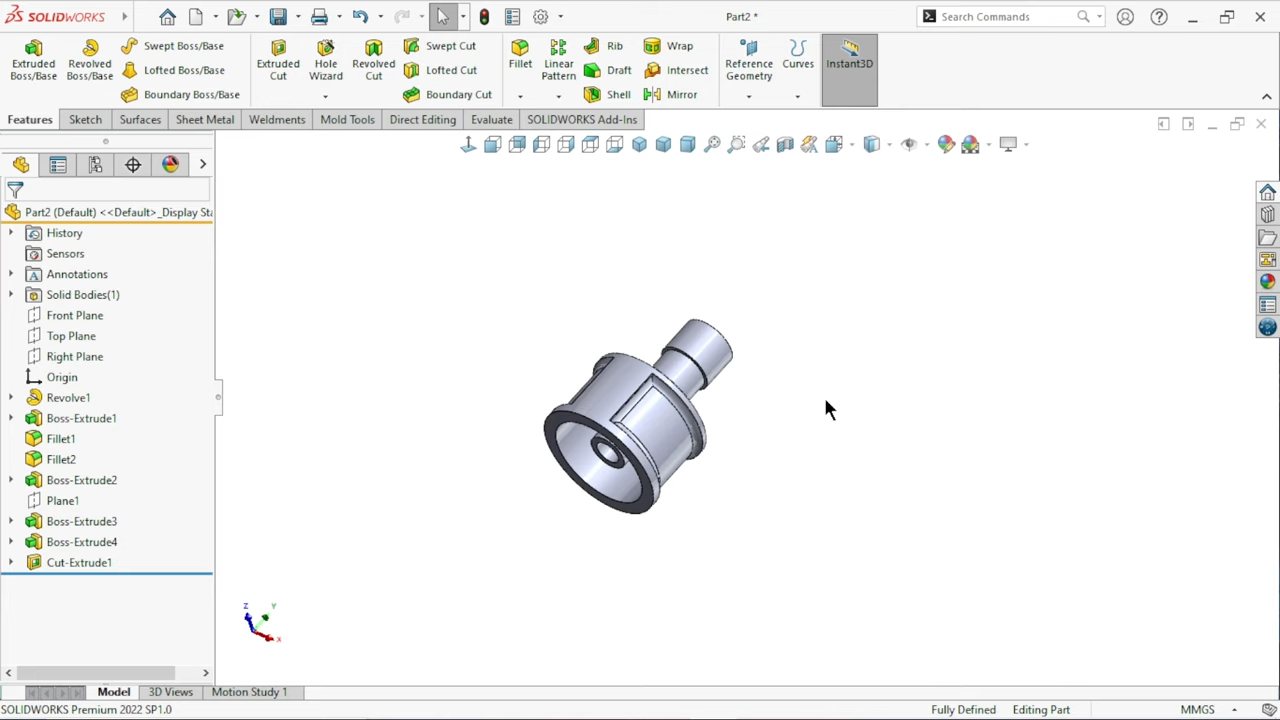 SOLIDWORKS
Part2 *
Search Commands
Extruded Boss/Base
Revolved Boss/Base
Swept Boss/Base
Lofted Boss/Base
Boundary Boss/Base
Extruded Cut
Hole Wizard
Revolved Cut
Swept Cut
Lofted Cut
Boundary Cut
Fillet
Linear Pattern
Rib
Draft
Shell
Wrap
Intersect
Mirror
Reference Geometry
Curves
Instant3D
Features
Sketch
Surfaces
Sheet Metal
Weldments
Mold Tools
Direct Editing
Evaluate
SOLIDWORKS Add-Ins
Part2 (Default) <<Default>_Display Sta
History
Sensors
Annotations
Solid Bodies(1)
Front Plane
Top Plane
Right Plane
Origin
Revolve1
Boss-Extrude1
Fillet1
Fillet2
Boss-Extrude2
Plane1
Boss-Extrude3
Boss-Extrude4
Cut-Extrude1
Z
Y
X
Model
3D Views
Motion Study 1
SOLIDWORKS Premium 2022 SP1.0
Fully Defined
Editing Part
MMGS